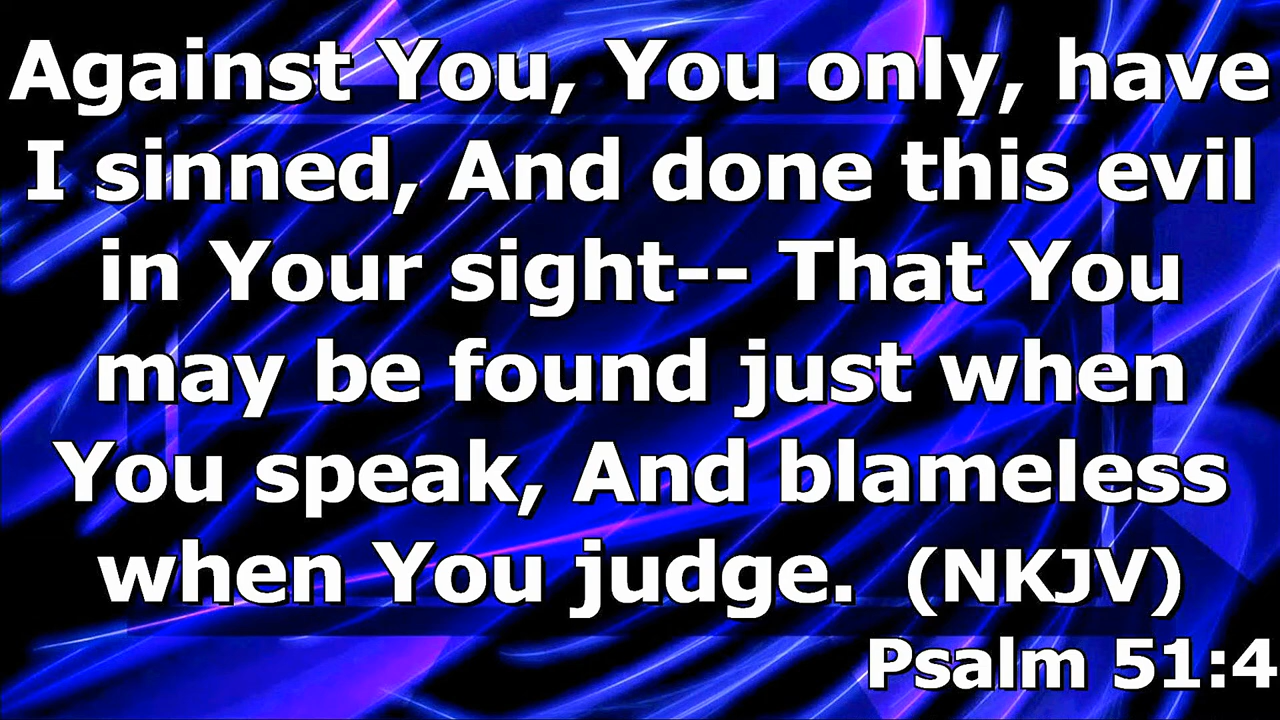 Against You, You only, have
I sinned, And done this evil
in Your sight-- That You
may be found just when
You speak, And blameless
when You judge.  (NKJV)
Psalm 51:4